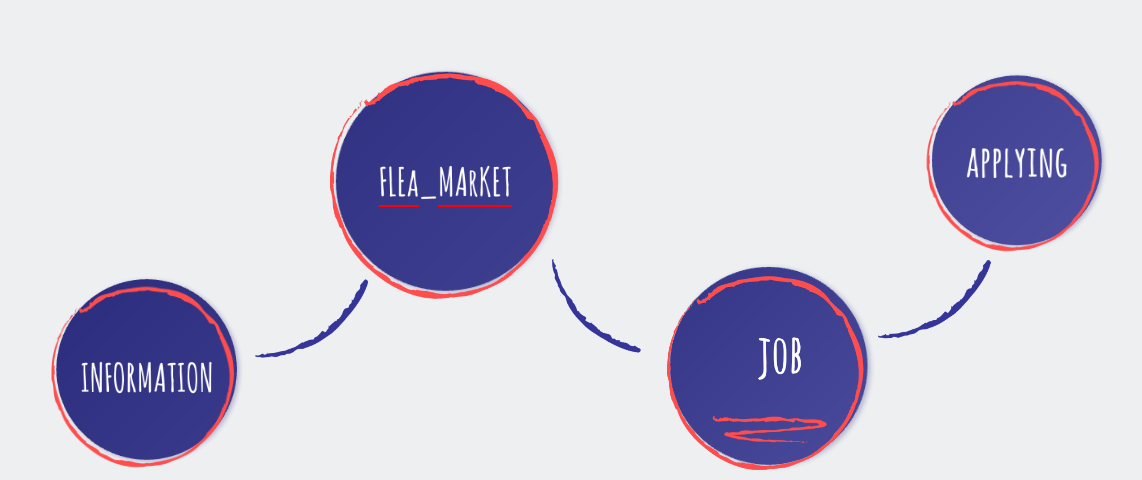 INFORMATION
FLEA_MARKET
JOB
APPLYING